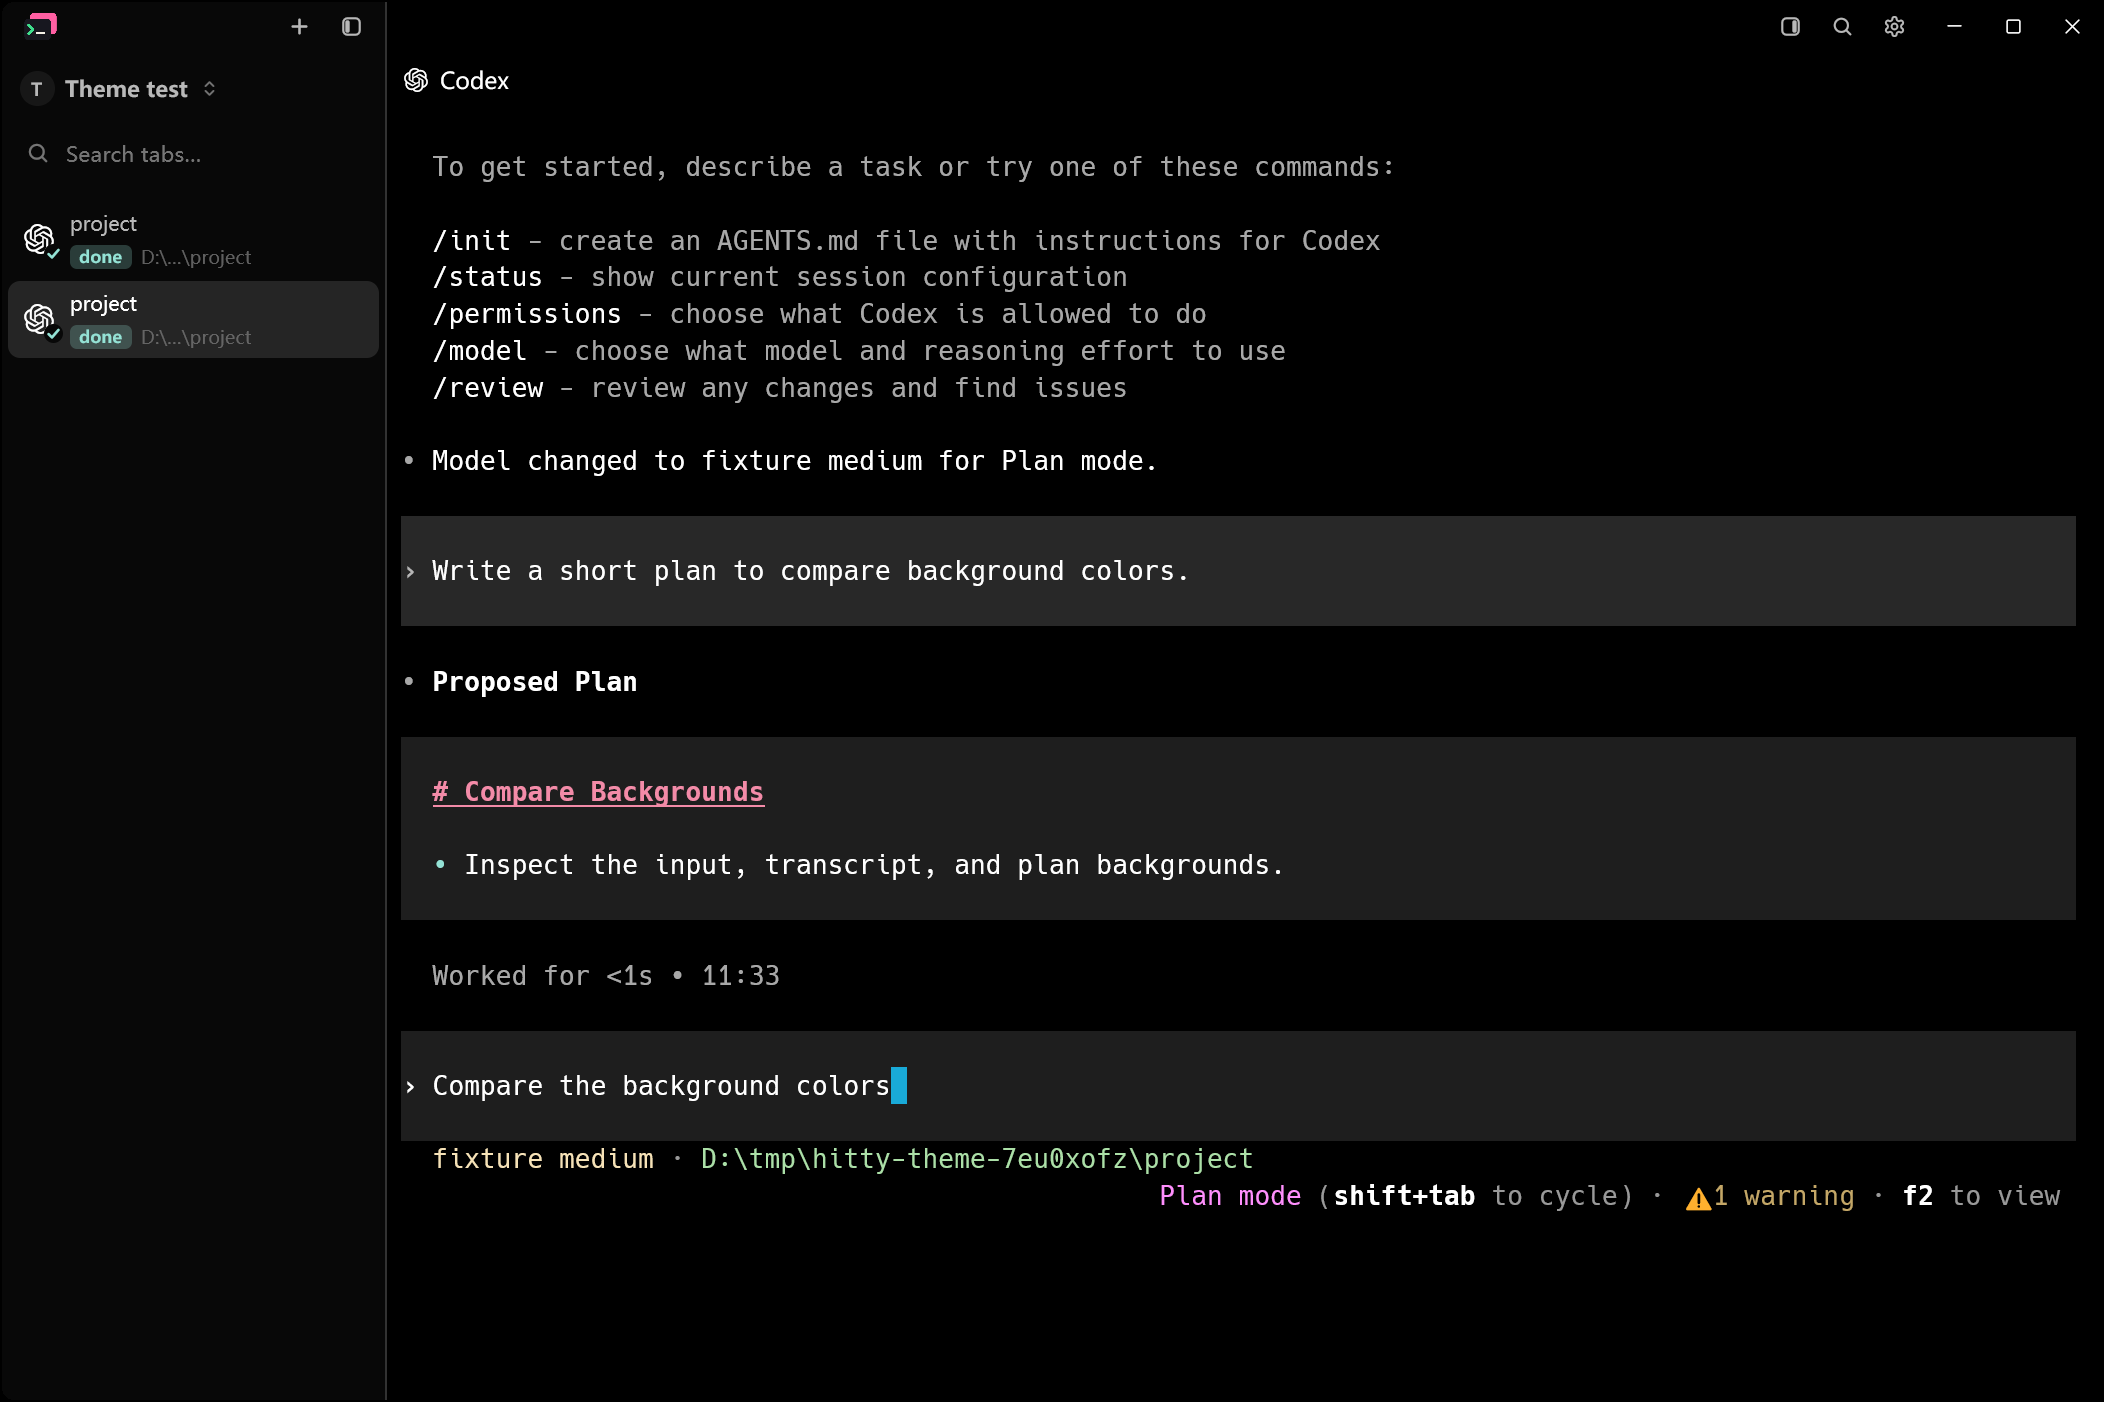 T Theme test
Search tabs...
project
done D:\...\project
project
done D:\...\project
Codex
To get started, describe a task or try one of these commands:
/init - create an AGENTS.md file with instructions for Codex
/status - show current session configuration
/permissions - choose what Codex is allowed to do
/model - choose what model and reasoning effort to use
/review - review any changes and find issues
• Model changed to fixture medium for Plan mode.
› Write a short plan to compare background colors.
• Proposed Plan
# Compare Backgrounds
• Inspect the input, transcript, and plan backgrounds.
Worked for <1s • 11:33
› Compare the background colors
fixture medium · D:\tmp\hitty-theme-7eu0xofz\project
Plan mode (shift+tab to cycle) · ⚠1 warning · f2 to view